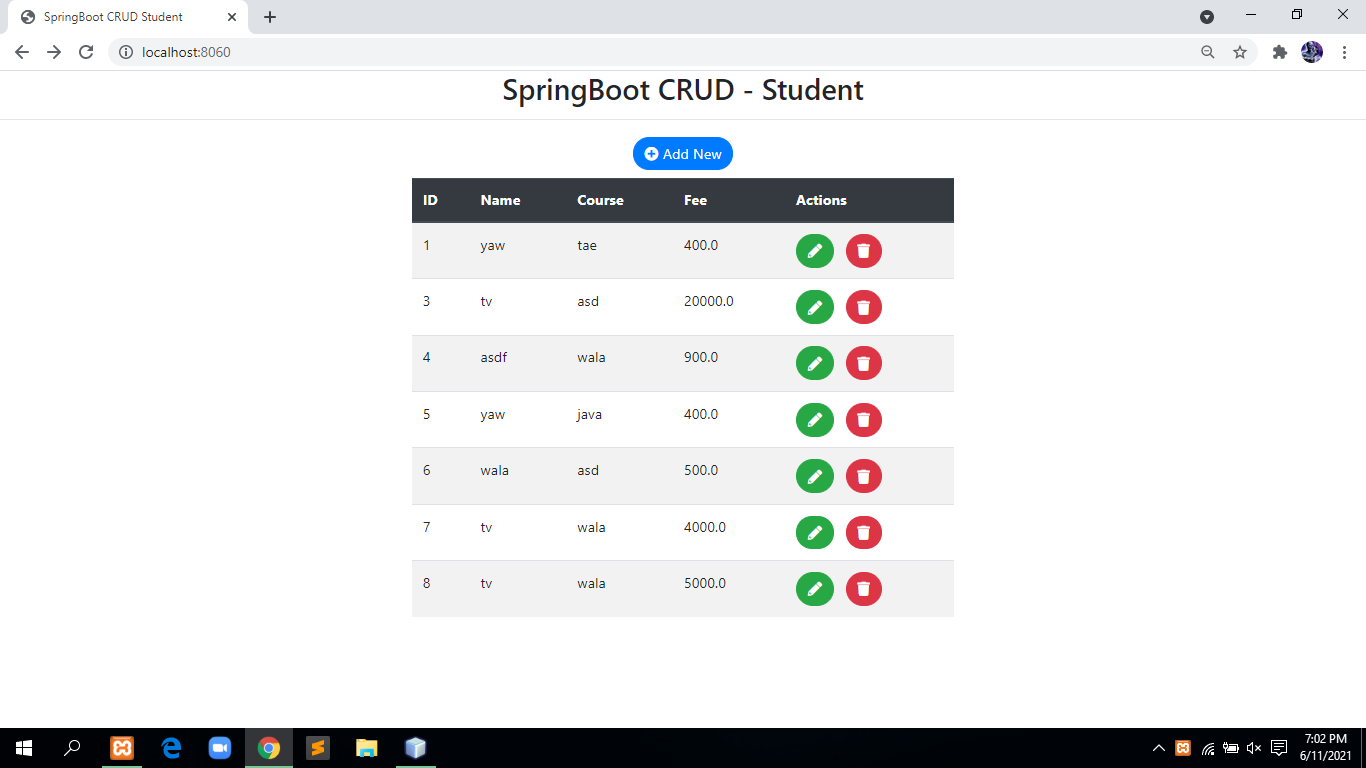 SpringBoot CRUD Student
localhost:8060
SpringBoot CRUD - Student
Add New
ID Name Course Fee Actions
1 yaw tae 400.0
3 tv asd 20000.0
4 asdf wala 900.0
5 yaw java 400.0
6 wala asd 500.0
7 tv wala 4000.0
8 tv wala 5000.0
7:02 PM
6/11/2021